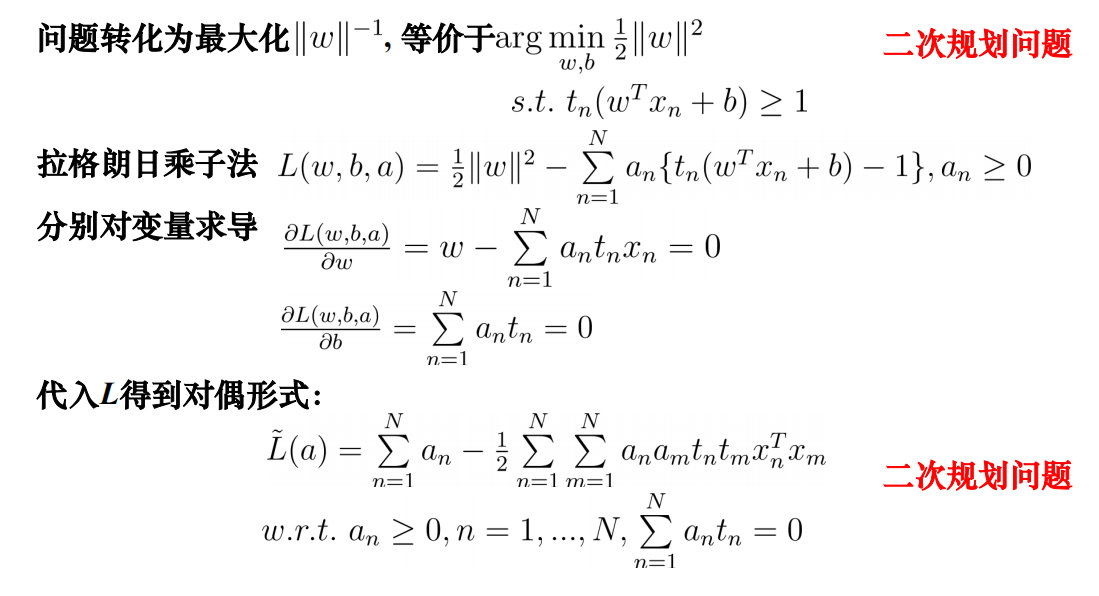 问题转化为最大化$\|w\|^{-1}$, 等价于$\arg\min_{w,b} \frac{1}{2}\|w\|^2$ 二次规划问题
$s.t.\ t_n(w^T x_n + b) \geq 1$
拉格朗日乘子法 $L(w,b,a) = \frac{1}{2}\|w\|^2 - \sum_{n=1}^{N} a_n\{t_n(w^T x_n + b) - 1\}, a_n \geq 0$
分别对变量求导 $\frac{\partial L(w,b,a)}{\partial w} = w - \sum_{n=1}^{N} a_n t_n x_n = 0$
$\frac{\partial L(w,b,a)}{\partial b} = \sum_{n=1}^{N} a_n t_n = 0$
代入L得到对偶形式：
$\tilde{L}(a) = \sum_{n=1}^{N} a_n - \frac{1}{2} \sum_{n=1}^{N} \sum_{m=1}^{N} a_n a_m t_n t_m x_n^T x_m$
二次规划问题
$w.r.t.\ a_n \geq 0, n = 1, ..., N, \sum_{n=1}^{N} a_n t_n = 0$